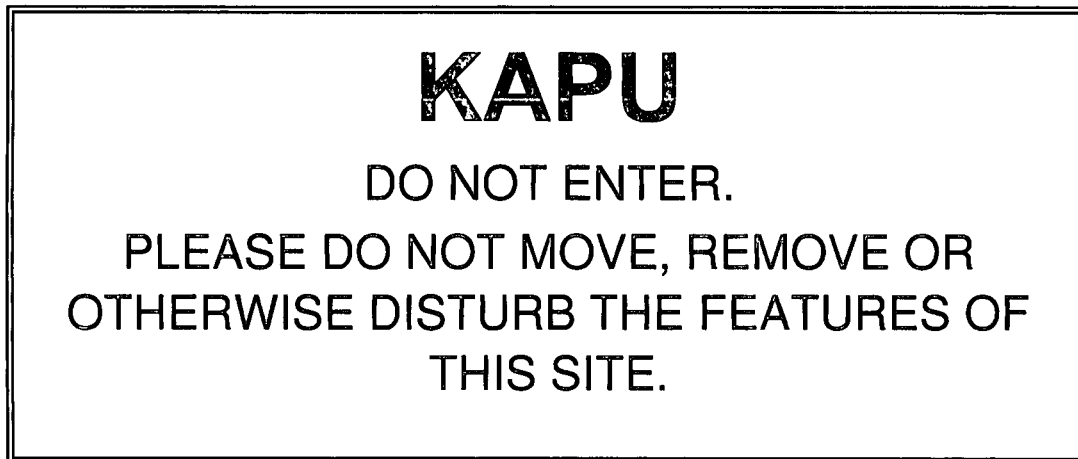 KAPU
DO NOT ENTER.
PLEASE DO NOT MOVE, REMOVE OR
OTHERWISE DISTURB THE FEATURES OF
THIS SITE.